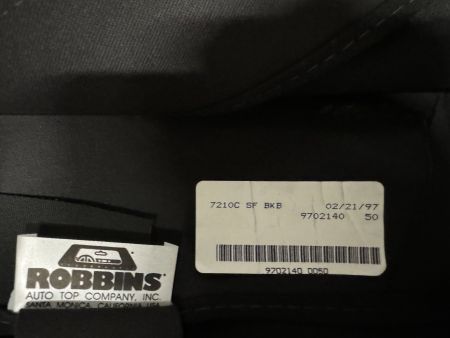 7210C SF BKB 02/21/97
9702140 50
9702140 0050
ROBBINS
AUTO TOP COMPANY, INC.
SANTA MONICA, CALIFORNIA USA